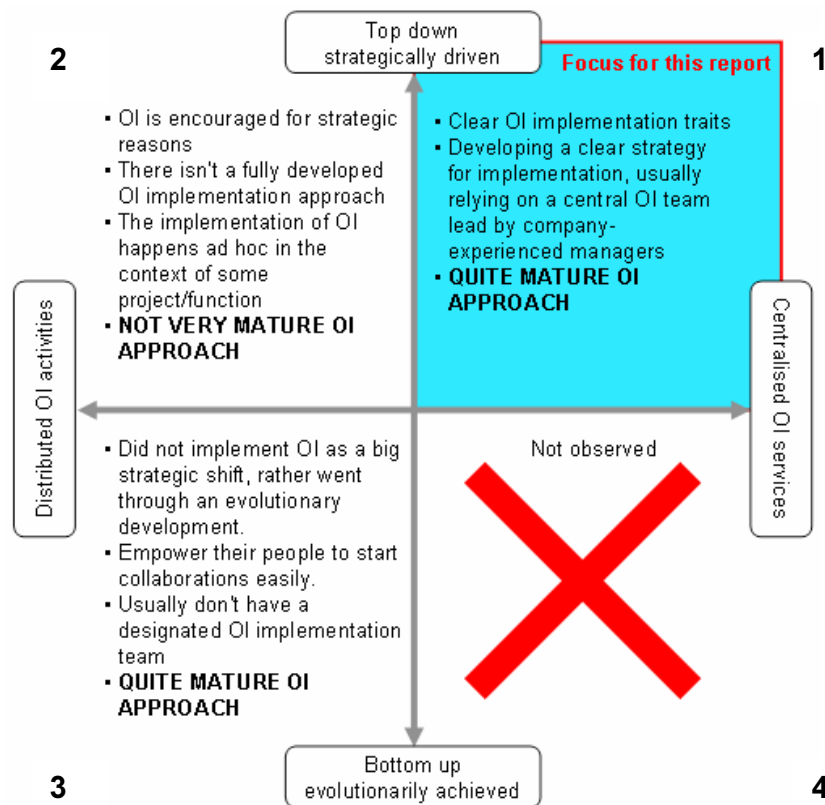 2
Top down
strategically driven
1
Focus for this report
▪ OI is encouraged for strategic
reasons
▪ There isn't a fully developed
OI implementation approach
▪ The implementation of OI
happens ad hoc in the
context of some
project/function
▪ NOT VERY MATURE OI
APPROACH
▪ Clear OI implementation traits
▪ Developing a clear strategy
for implementation, usually
relying on a central OI team
lead by company-
experienced managers
▪ QUITE MATURE OI
APPROACH
Distributed OI activities
Centralised OI services
▪ Did not implement OI as a big
strategic shift, rather went
through an evolutionary
development.
▪ Empower their people to start
collaborations easily.
▪ Usually don't have a
designated OI implementation
team
▪ QUITE MATURE OI
APPROACH
Not observed
3
Bottom up
evolutionarily achieved
4